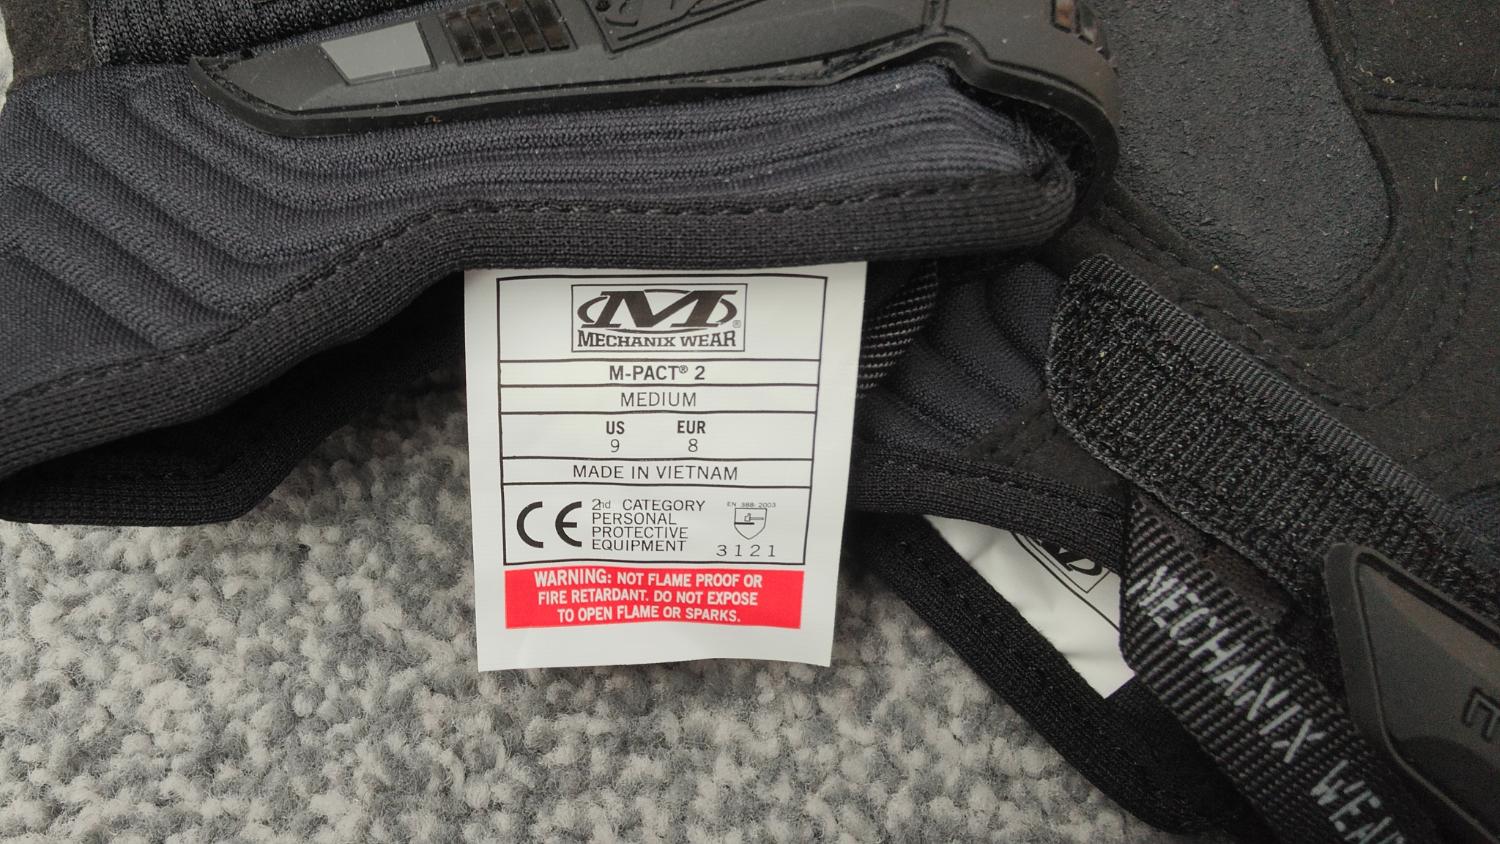 M
MECHANIX WEAR®
M-PACT® 2
MEDIUM
US EUR
9 8
MADE IN VIETNAM
CE 2nd CATEGORY
PERSONAL
PROTECTIVE
EQUIPMENT
EN 388 2003
3121
WARNING: NOT FLAME PROOF OR
FIRE RETARDANT. DO NOT EXPOSE
TO OPEN FLAME OR SPARKS.
MECHANIX WEAR